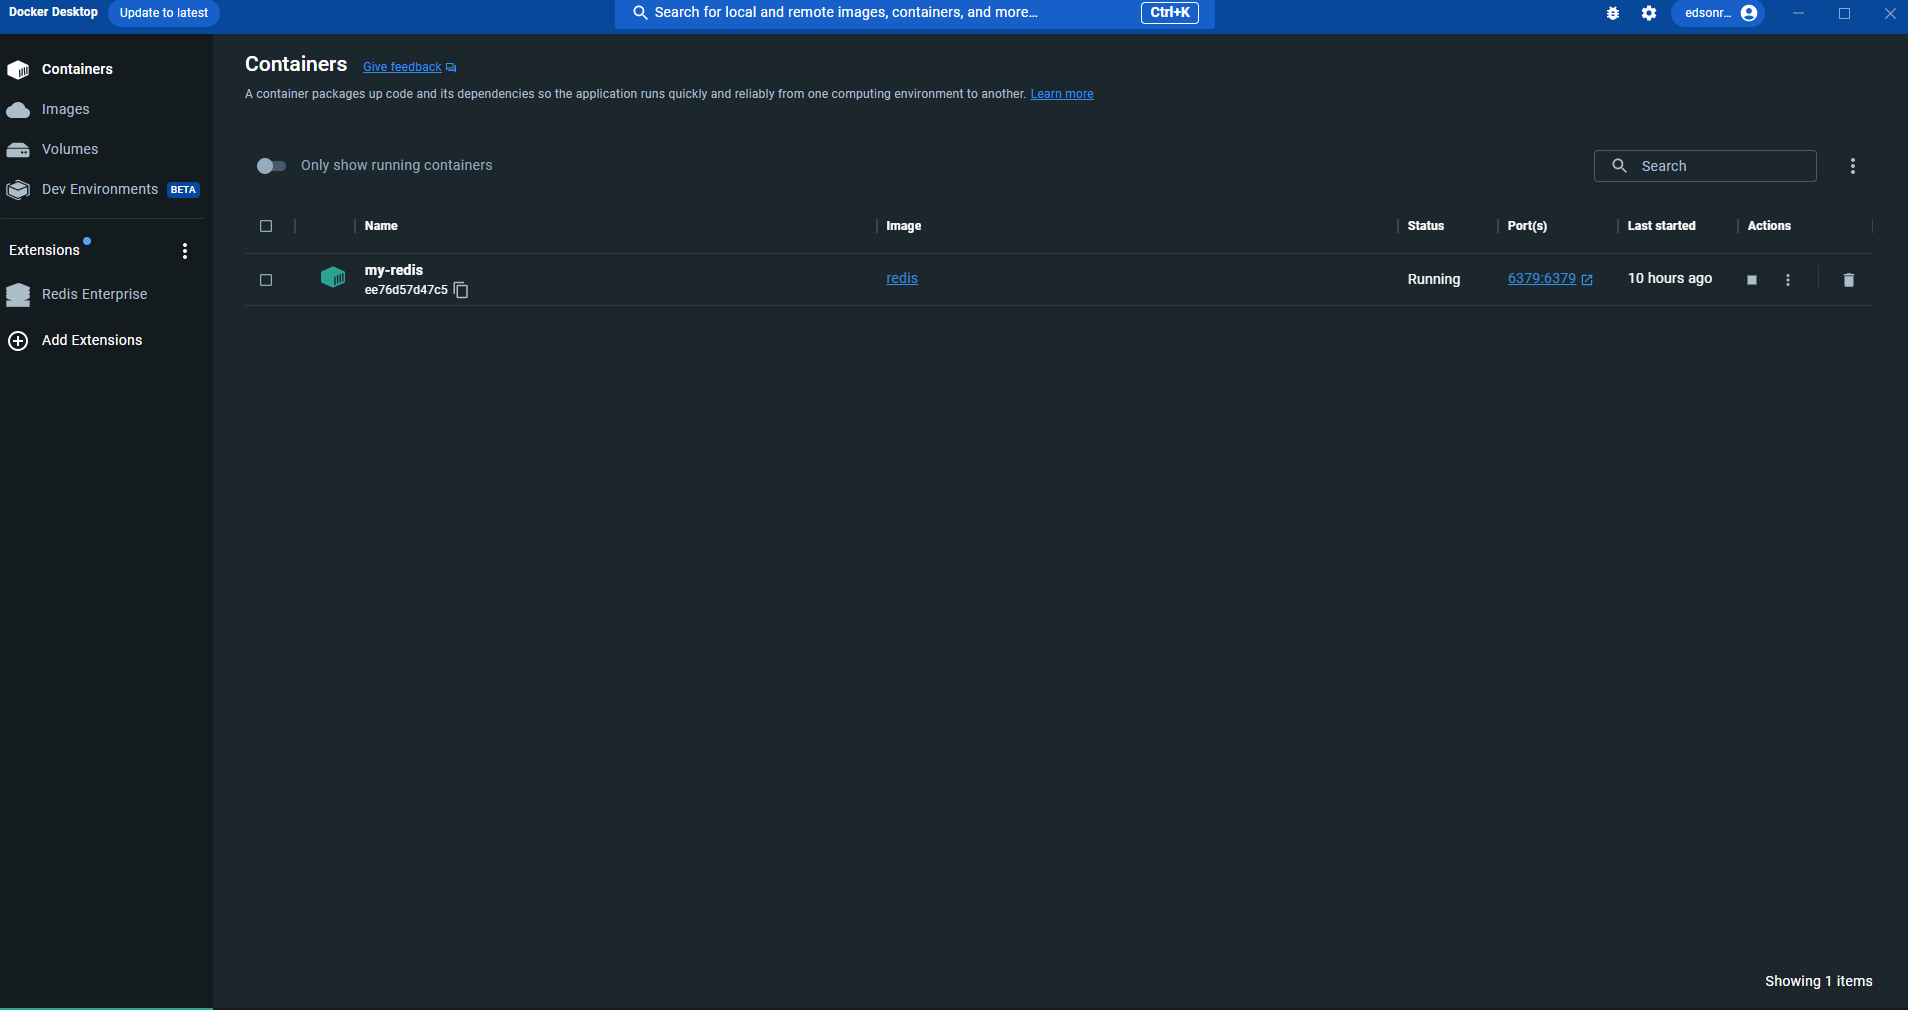 Docker Desktop Update to latest Search for local and remote images, containers, and more... Ctrl+K edsonr...
Containers
Images
Volumes
Dev Environments BETA
Extensions
Redis Enterprise
Add Extensions
Containers Give feedback
A container packages up code and its dependencies so the application runs quickly and reliably from one computing environment to another. Learn more
Only show running containers Search
Name Image Status Port(s) Last started Actions
my-redis redis Running 6379:6379 10 hours ago
ee76d57d47c5
Showing 1 items